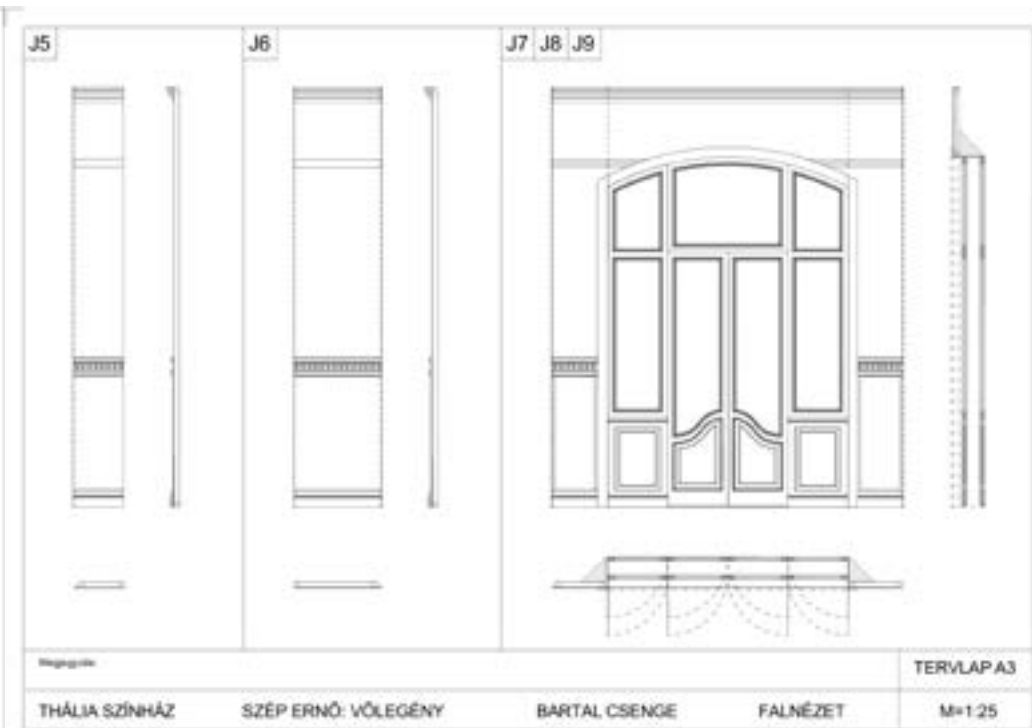 J5
J6
J7 J8 J9
TERVLAP A3
THÁLIA SZÍNHÁZ
SZÉP ERNŐ: VŐLEGÉNY
BARTAL CSENGE
FALNÉZET
M=1:25